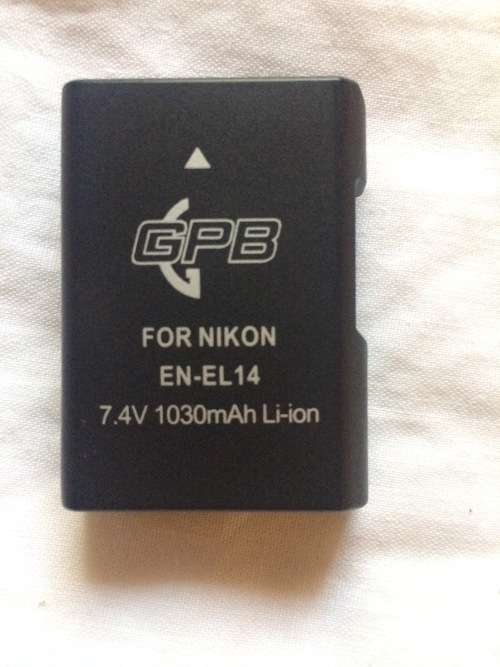 GPB
FOR NIKON
EN-EL14
7.4V 1030mAh Li-ion